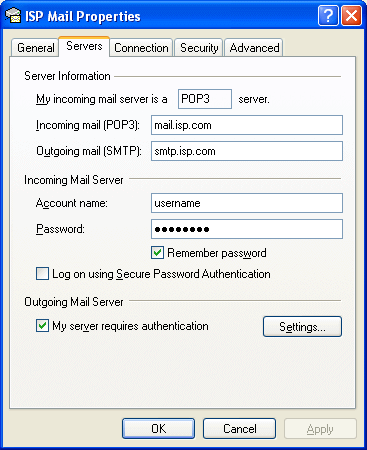 ISP Mail Properties
General Servers Connection Security Advanced
Server Information
My incoming mail server is a POP3 server.
Incoming mail (POP3): mail.isp.com
Outgoing mail (SMTP): smtp.isp.com
Incoming Mail Server
Account name: username
Password: ●●●●●●●●
Remember password
Log on using Secure Password Authentication
Outgoing Mail Server
My server requires authentication Settings...
OK Cancel Apply